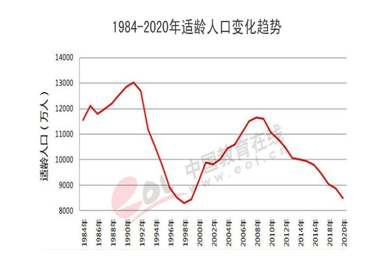 1984-2020年适龄人口变化趋势
适龄人口（万人）
14000
13000
12000
11000
10000
9000
8000
1984年
1986年
1988年
1990年
1992年
1994年
1996年
1998年
2000年
2002年
2004年
2006年
2008年
2010年
2012年
2014年
2016年
2018年
2020年
eol 中国教育在线
www.eol.cn